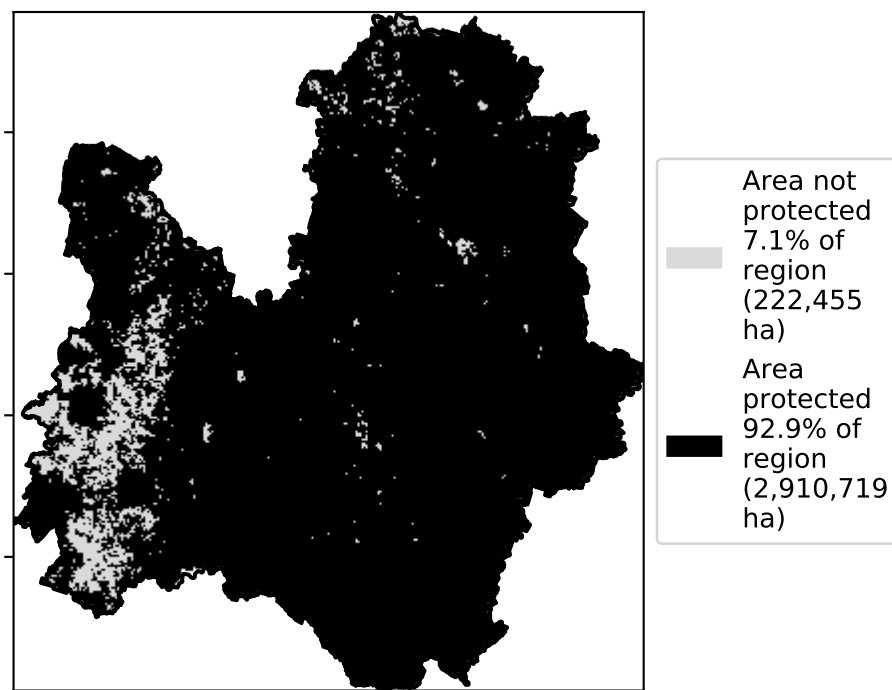 Area not
protected
7.1% of
region
(222,455
ha)
Area
protected
92.9% of
region
(2,910,719
ha)